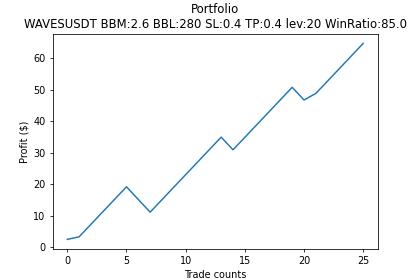 Portfolio
WAVESUSDT BBM:2.6 BBL:280 SL:0.4 TP:0.4 lev:20 WinRatio:85.0
Profit ($)
60
50
40
30
20
10
0
0 5 10 15 20 25
Trade counts